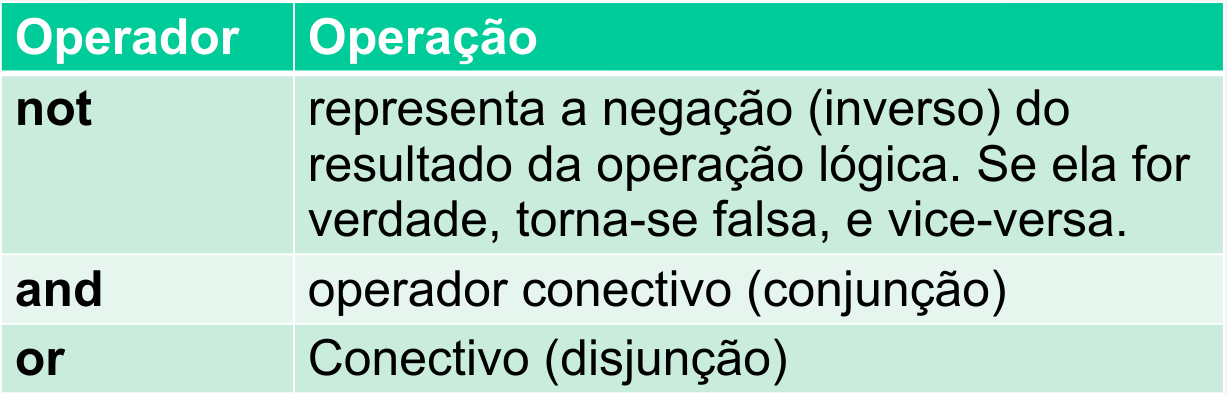 Operador Operação
not representa a negação (inverso) do
resultado da operação lógica. Se ela for
verdade, torna-se falsa, e vice-versa.
and operador conectivo (conjunção)
or Conectivo (disjunção)